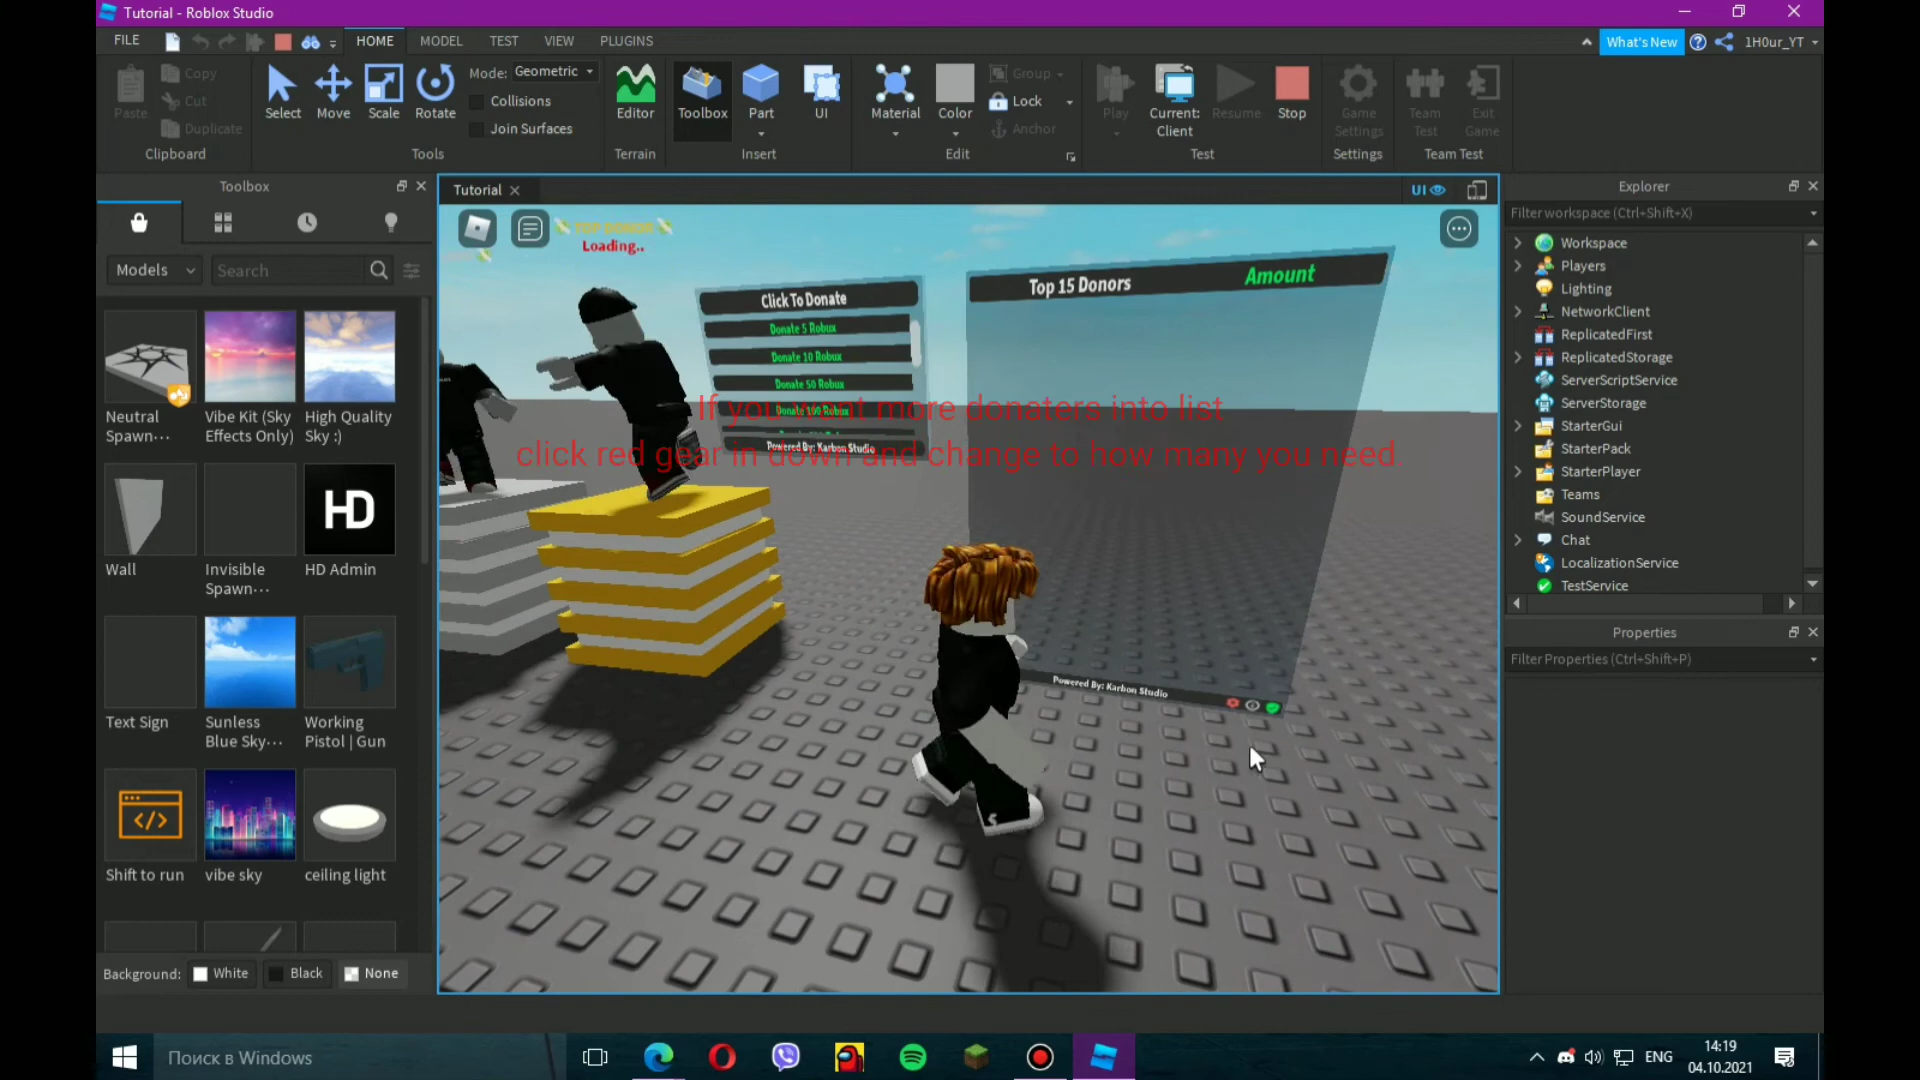 Tutorial - Roblox Studio
FILE
HOME
MODEL
TEST
VIEW
PLUGINS
What's New
1H0ur_YT
Paste
Copy
Cut
Duplicate
Clipboard
Select
Move
Scale
Rotate
Mode:
Geometric
Collisions
Join Surfaces
Tools
Editor
Terrain
Toolbox
Part
UI
Insert
Material
Color
Group
Lock
Anchor
Edit
Play
Current:
Client
Resume
Stop
Test
Game
Settings
Settings
Team
Test
Exit
Game
Team Test
Toolbox
Models
Search
Neutral
Spawn···
Vibe Kit (Sky
Effects Only)
High Quality
Sky :)
Wall
Invisible
Spawn···
HD
HD Admin
Text Sign
Sunless
Blue Sky···
Working
Pistol | Gun
Shift to run
vibe sky
ceiling light
Background:
White
Black
None
Tutorial
UI
TOP DONOR
Loading..
Click To Donate
Donate 5 Robux
Donate 10 Robux
Donate 50 Robux
Donate 100 Robux
Powered By: Karbon Studio
Top 15 Donors
Amount
Powered By: Karbon Studio
If you want more donaters into list
click red gear in down and change to how many you need.
Explorer
Filter workspace (Ctrl+Shift+X)
Workspace
Players
Lighting
NetworkClient
ReplicatedFirst
ReplicatedStorage
ServerScriptService
ServerStorage
StarterGui
StarterPack
StarterPlayer
Teams
SoundService
Chat
LocalizationService
TestService
Properties
Filter Properties (Ctrl+Shift+P)
Поиск в Windows
ENG
14:19
04.10.2021